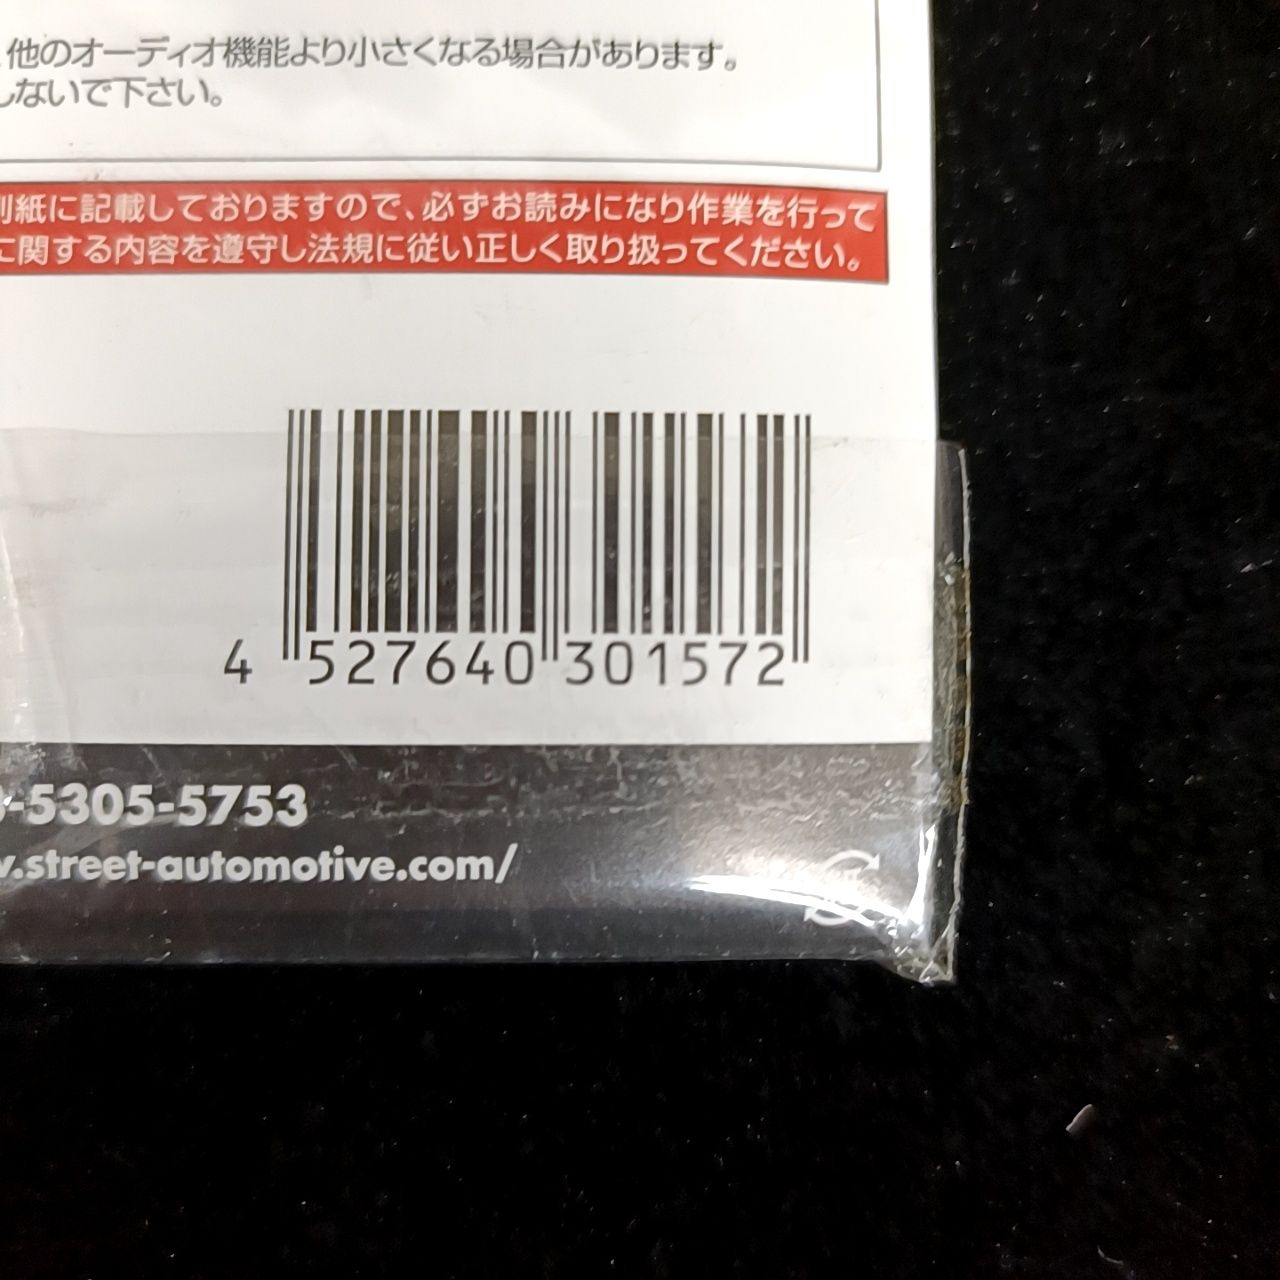 他のオーディオ機能より小さくなる場合があります。
しないで下さい。
別紙に記載しておりますので、必ずお読みになり作業を行って
に関する内容を遵守し法規に従い正しく取り扱ってください。
4 527640 301572
-5305-5753
.street-automotive.com/